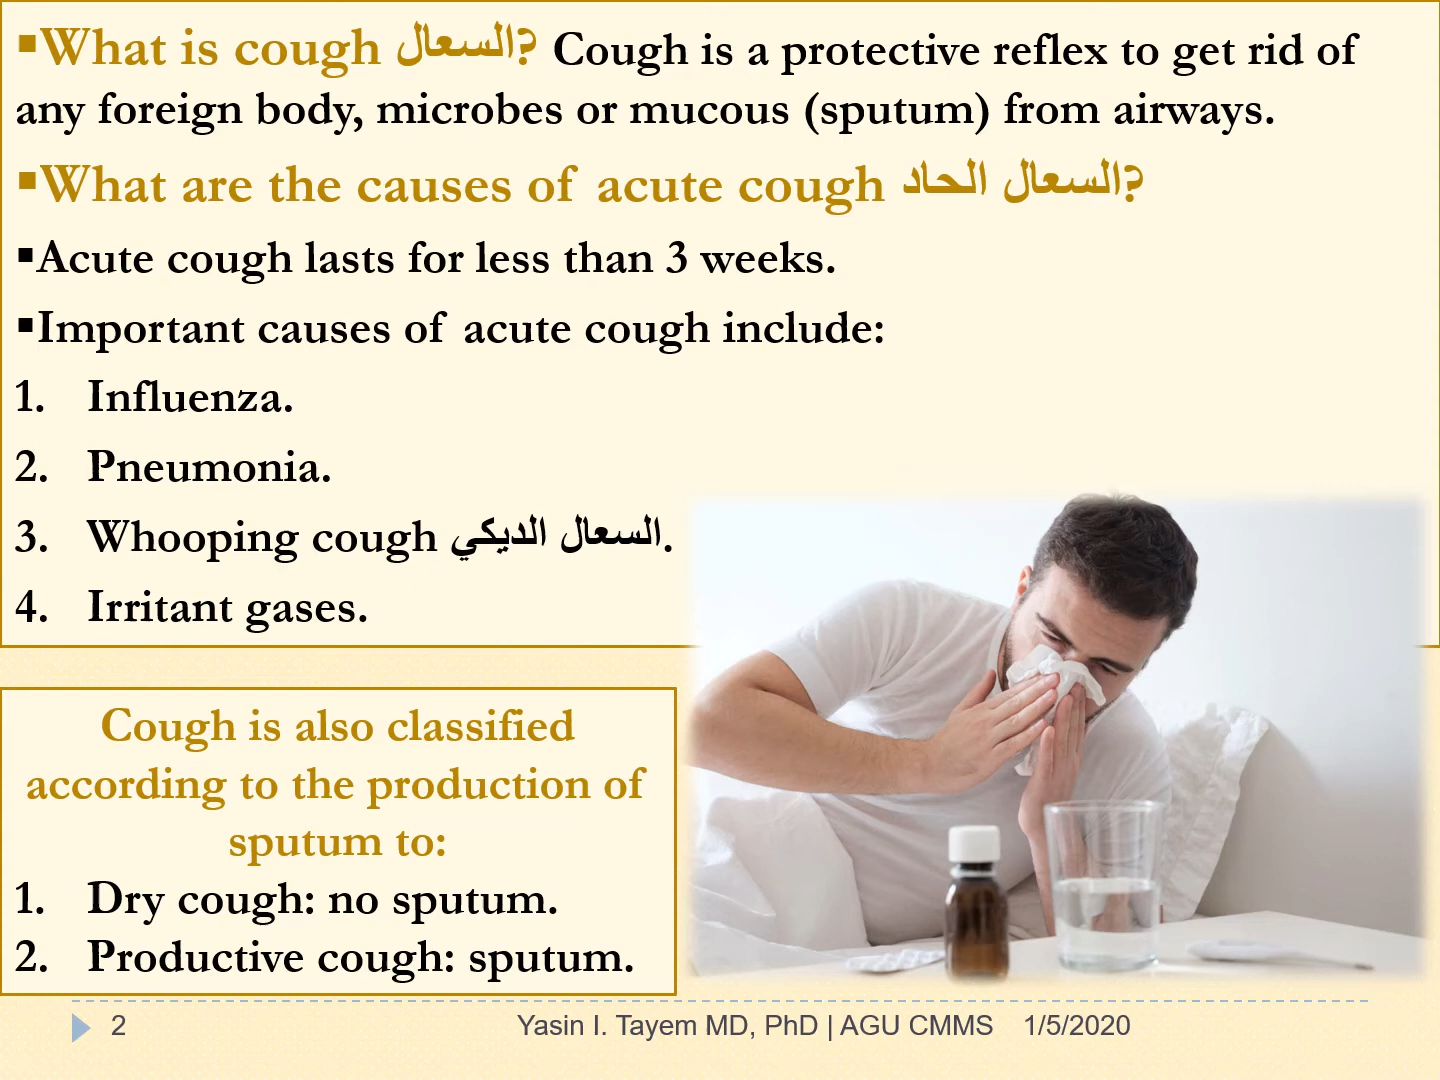 ▪What is cough السعال? Cough is a protective reflex to get rid of
any foreign body, microbes or mucous (sputum) from airways.
▪What are the causes of acute cough السعال الحاد?
▪Acute cough lasts for less than 3 weeks.
▪Important causes of acute cough include:
1. Influenza.
2. Pneumonia.
3. Whooping cough السعال الديكي.
4. Irritant gases.
Cough is also classified
according to the production of
sputum to:
1. Dry cough: no sputum.
2. Productive cough: sputum.
2 Yasin I. Tayem MD, PhD | AGU CMMS 1/5/2020